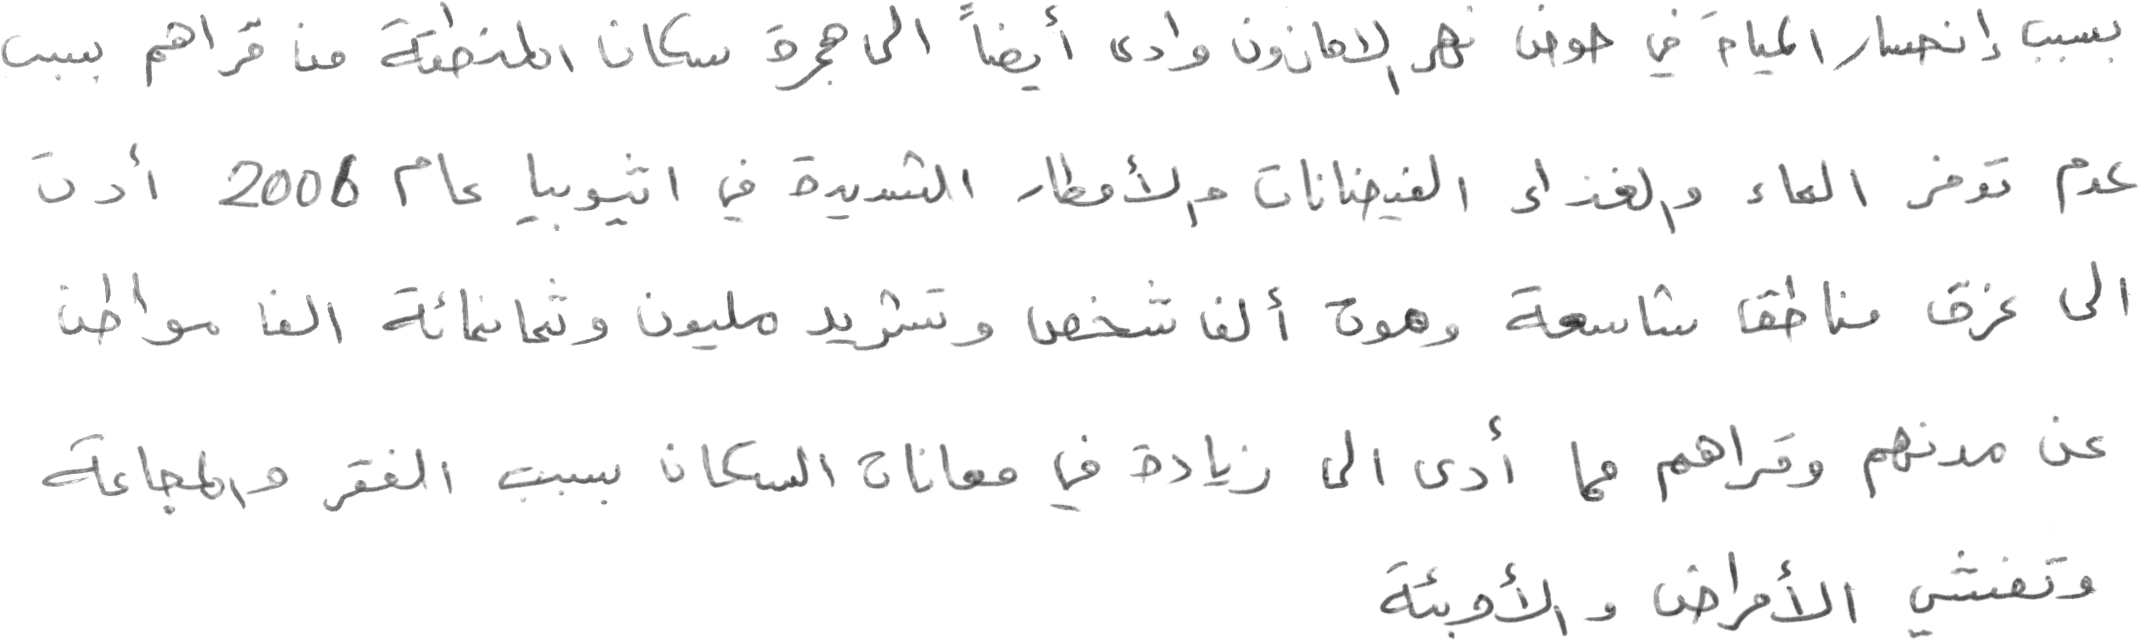 بسبب إنحسار المياه في حوض نهر الامازون وادى أيضاً الى هجرة سكان المنطقة من قراهم بسبب
عدم توفر الماء والغذاء الفيضانات والأمطار الشديدة في اثيوبيا عام 2006 أدت
الى غرق مناطق شاسعة وموت ألف شخص وتشريد مليون وثمانمائة الف مواطن
عن مدنهم وقراهم مما أدى الى زيادة في معاناة السكان بسبب الفقر والمجاعة
وتفشي الأمراض والأوبئة